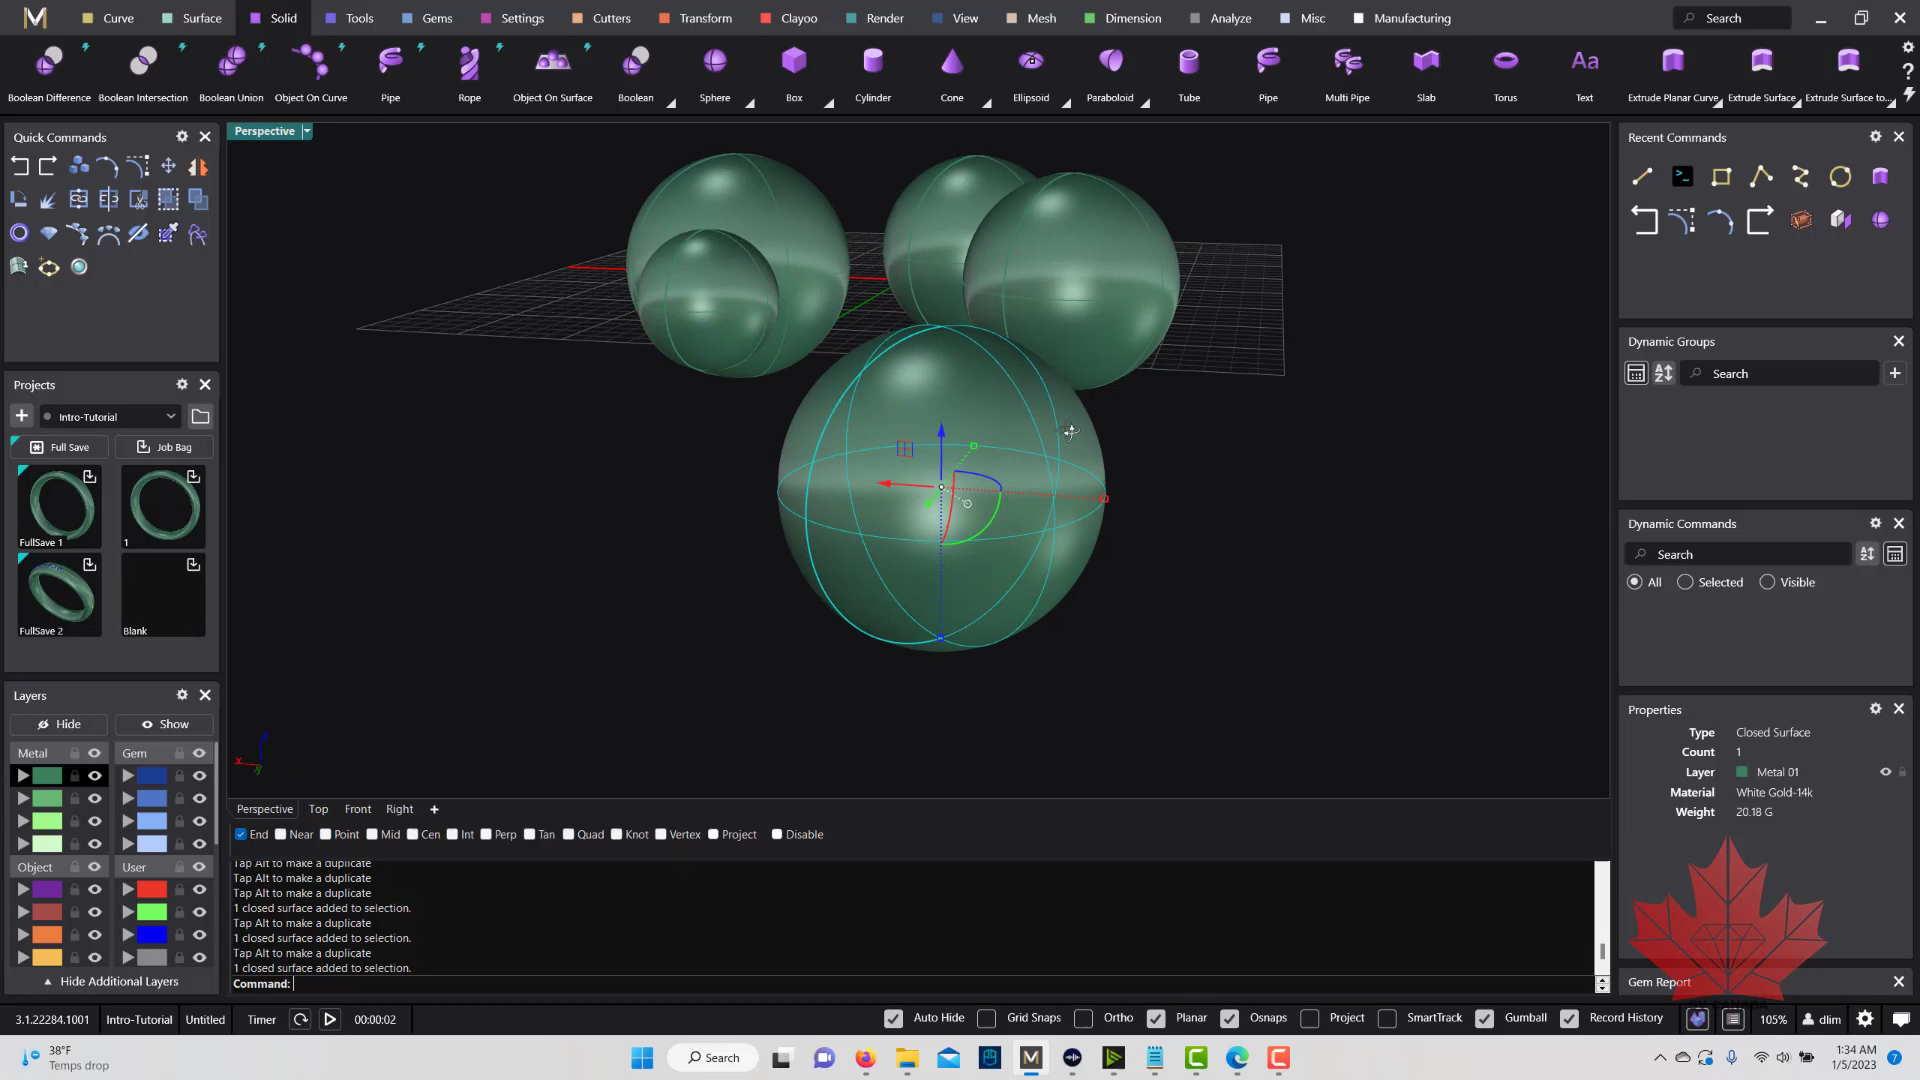 Curve Surface Solid Tools Gems Settings Cutters Transform Clayoo Render View Mesh Dimension Analyze Misc Manufacturing Search
Boolean Difference Boolean Intersection Boolean Union Object On Curve Pipe Rope Object On Surface Boolean Sphere Box Cylinder Cone Ellipsoid Paraboloid Tube Pipe Multi Pipe Slab Torus Text Extrude Planar Curve Extrude Surface Extrude Surface to...
Quick Commands
Perspective
Recent Commands
Dynamic Groups
Search
Projects
Intro-Tutorial
Full Save Job Bag
FullSave 1 1
FullSave 2 Blank
Dynamic Commands
Search
All Selected Visible
Layers
Hide Show
Metal Gem
Object User
Hide Additional Layers
Properties
Type Closed Surface
Count 1
Layer Metal 01
Material White Gold-14k
Weight 20.18 G
Gem Report
Perspective Top Front Right
End Near Point Mid Cen Int Perp Tan Quad Knot Vertex Project Disable
Tap Alt to make a duplicate
Tap Alt to make a duplicate
Tap Alt to make a duplicate
1 closed surface added to selection.
Tap Alt to make a duplicate
1 closed surface added to selection.
Tap Alt to make a duplicate
1 closed surface added to selection.
Command:
3.1.22284.1001 Intro-Tutorial Untitled Timer 00:00:02 Auto Hide Grid Snaps Ortho Planar Osnaps Project SmartTrack Gumball Record History 105% dlim
38°F
Temps drop
Search
1:34 AM
1/5/2023
7